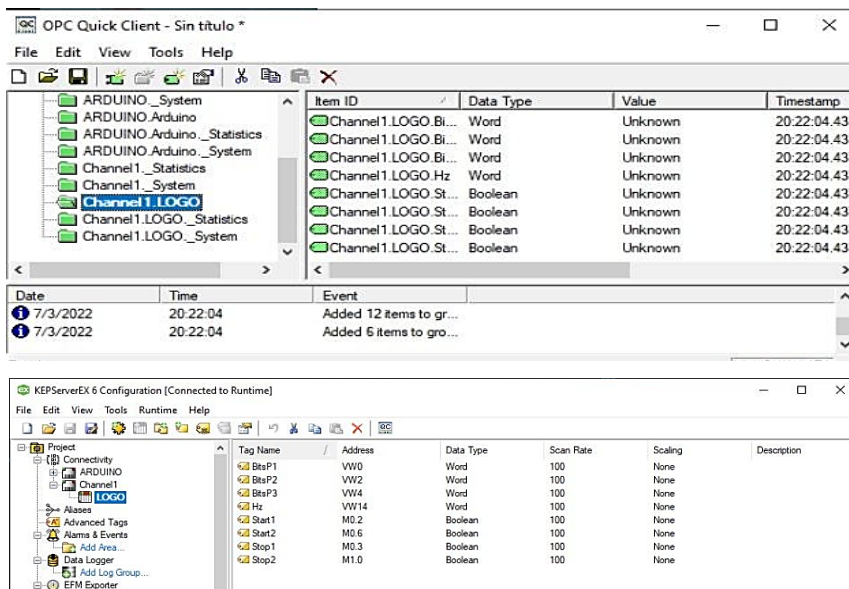 OPC Quick Client - Sin título *
File Edit View Tools Help
ARDUINO._System
ARDUINO.Arduino
ARDUINO.Arduino._Statistics
ARDUINO.Arduino._System
Channel1._Statistics
Channel1._System
Channel1.LOGO
Channel1.LOGO._Statistics
Channel1.LOGO._System
Item ID Data Type Value Timestamp
Channel1.LOGO.Bi... Word Unknown 20:22:04.43
Channel1.LOGO.Bi... Word Unknown 20:22:04.43
Channel1.LOGO.Bi... Word Unknown 20:22:04.43
Channel1.LOGO.Hz Word Unknown 20:22:04.43
Channel1.LOGO.St... Boolean Unknown 20:22:04.43
Channel1.LOGO.St... Boolean Unknown 20:22:04.43
Channel1.LOGO.St... Boolean Unknown 20:22:04.43
Channel1.LOGO.St... Boolean Unknown 20:22:04.43
Date Time Event
7/3/2022 20:22:04 Added 12 items to gr...
7/3/2022 20:22:04 Added 6 items to gro...
KEPServerEX 6 Configuration [Connected to Runtime]
File Edit View Tools Runtime Help
Project
Connectivity
ARDUINO
Channel1
LOGO
Aliases
Advanced Tags
Alarms & Events
Add Area...
Data Logger
Add Log Group...
EFM Exporter
Tag Name Address Data Type Scan Rate Scaling Description
BitsP1 VW0 Word 100 None
BitsP2 VW2 Word 100 None
BitsP3 VW4 Word 100 None
Hz VW14 Word 100 None
Start1 M0.2 Boolean 100 None
Start2 M0.6 Boolean 100 None
Stop1 M0.3 Boolean 100 None
Stop2 M1.0 Boolean 100 None